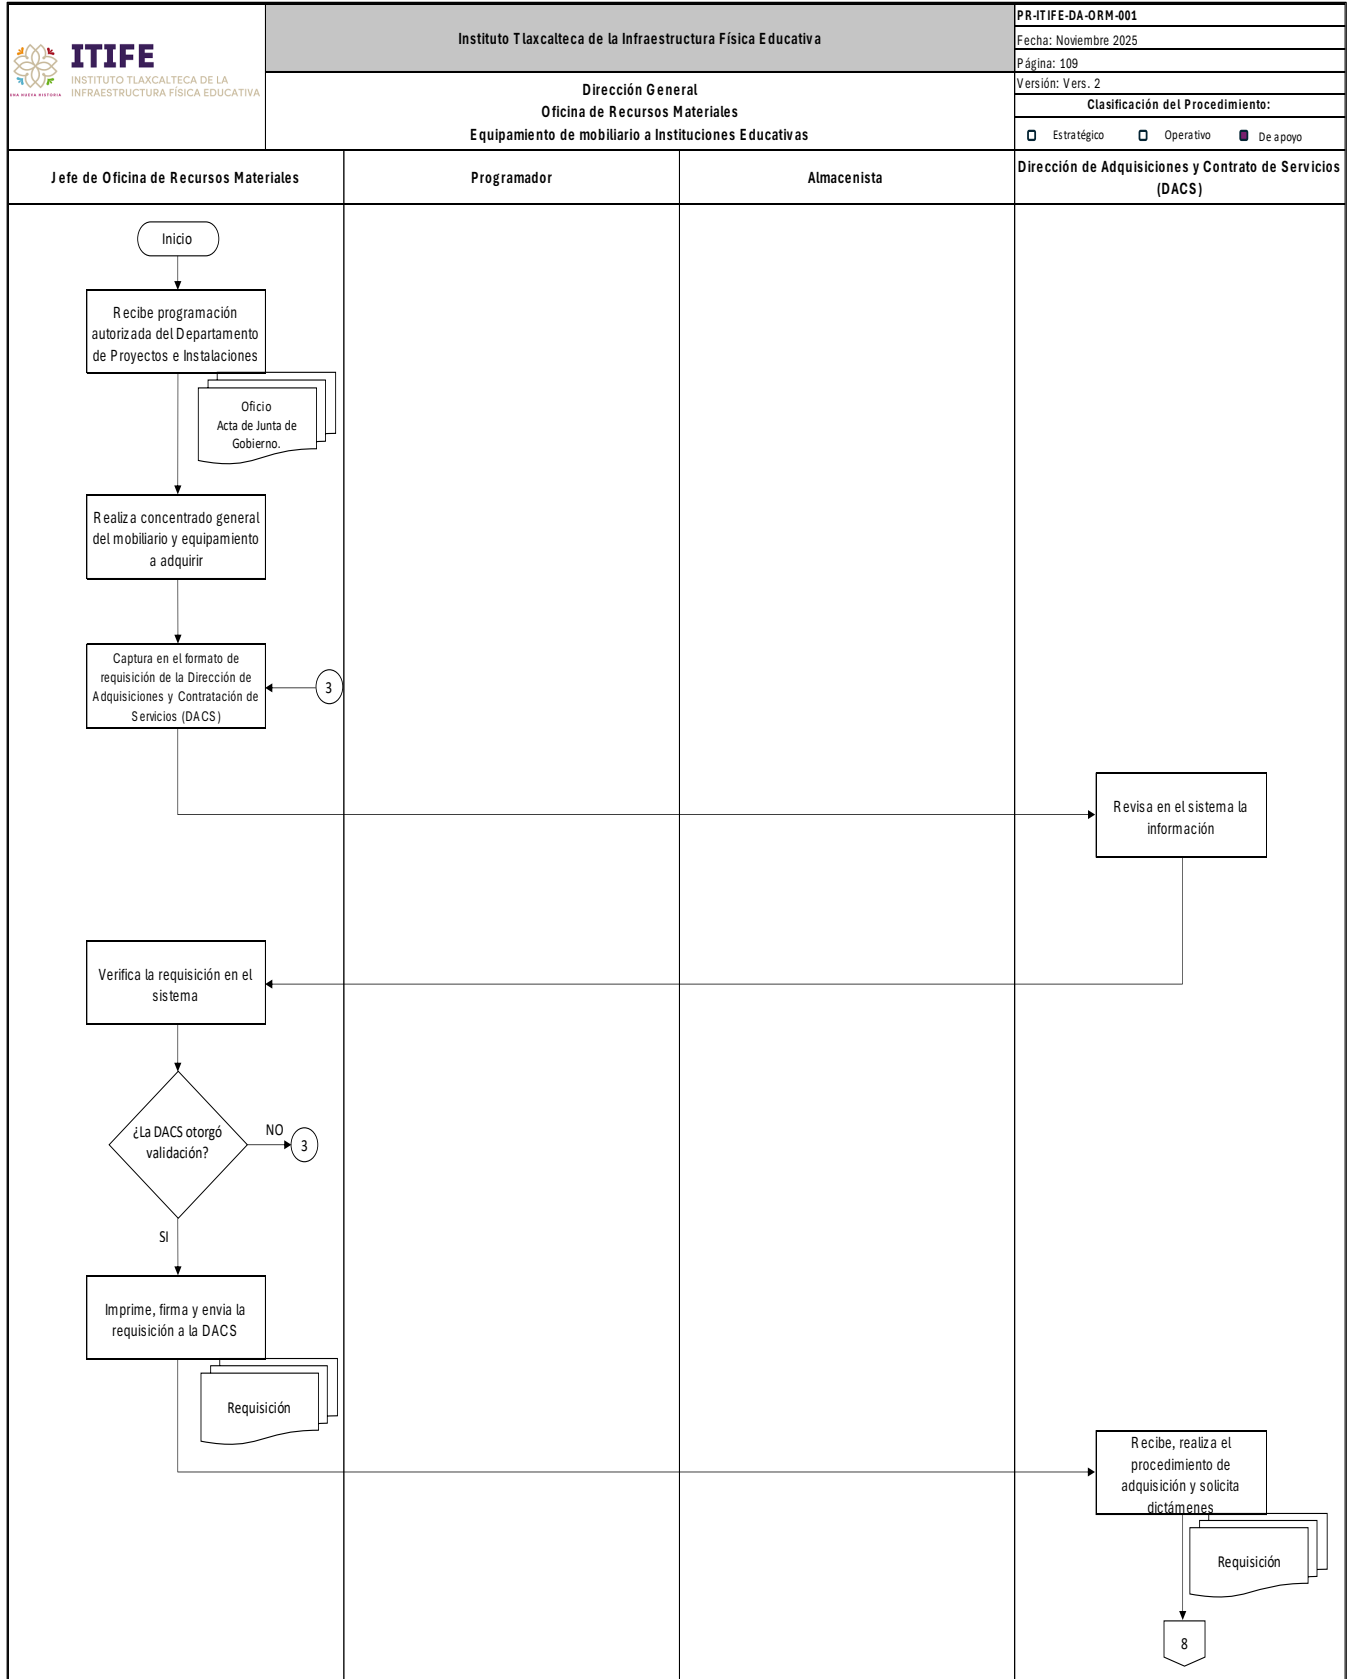 ITIFE
INSTITUTO TLAXCALTECA DE LA
INFRAESTRUCTURA FÍSICA EDUCATIVA
UNA NUEVA HISTORIA
Instituto Tlaxcalteca de la Infraestructura Física Educativa
Dirección General
Oficina de Recursos Materiales
Equipamiento de mobiliario a Instituciones Educativas
PR-ITIFE-DA-ORM-001
Fecha: Noviembre 2025
Página: 109
Versión: Vers. 2
Clasificación del Procedimiento:
Estratégico Operativo De apoyo
Jefe de Oficina de Recursos Materiales
Programador
Almacenista
Dirección de Adquisiciones y Contrato de Servicios
(DACS)
Inicio
Recibe programación
autorizada del Departamento
de Proyectos e Instalaciones
Oficio
Acta de Junta de
Gobierno.
Realiza concentrado general
del mobiliario y equipamiento
a adquirir
Captura en el formato de
requisición de la Dirección de
Adquisiciones y Contratación de
Servicios (DACS)
3
Revisa en el sistema la
información
Verifica la requisición en el
sistema
¿La DACS otorgó
validación?
NO
3
SI
Imprime, firma y envia la
requisición a la DACS
Requisición
Recibe, realiza el
procedimiento de
adquisición y solicita
dictámenes
Requisición
8